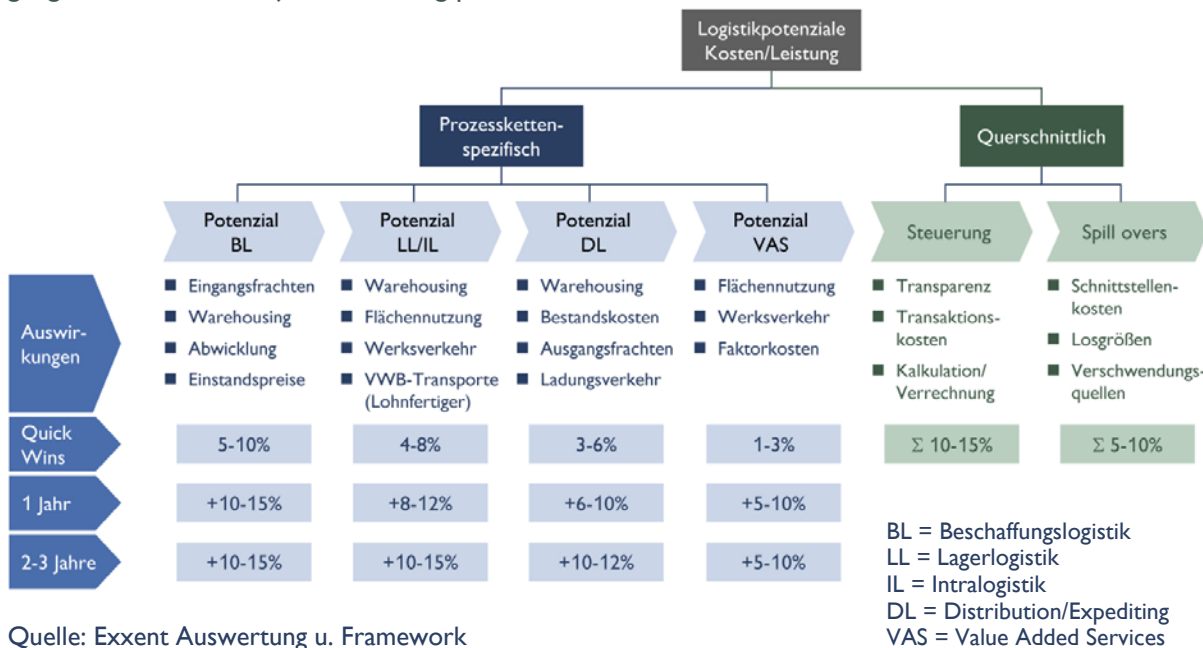 Logistikpotenziale
Kosten/Leistung
Prozessketten-
spezifisch
Querschnittlich
Potenzial
BL
Potenzial
LL/IL
Potenzial
DL
Potenzial
VAS
Steuerung
Spill overs
Auswir-
kungen
■ Eingangsfrachten
■ Warehousing
■ Abwicklung
■ Einstandspreise
■ Warehousing
■ Flächennutzung
■ Werksverkehr
■ VWB-Transporte
(Lohnfertiger)
■ Warehousing
■ Bestandskosten
■ Ausgangsfrachten
■ Ladungsverkehr
■ Flächennutzung
■ Werksverkehr
■ Faktorkosten
■ Transparenz
■ Transaktions-
kosten
■ Kalkulation/
Verrechnung
■ Schnittstellen-
kosten
■ Losgrößen
■ Verschwendungs-
quellen
Quick
Wins
5-10%
4-8%
3-6%
1-3%
Σ 10-15%
Σ 5-10%
1 Jahr
+10-15%
+8-12%
+6-10%
+5-10%
2-3 Jahre
+10-15%
+10-15%
+10-12%
+5-10%
BL = Beschaffungslogistik
LL = Lagerlogistik
IL = Intralogistik
DL = Distribution/Expediting
VAS = Value Added Services
Quelle: Exxent Auswertung u. Framework